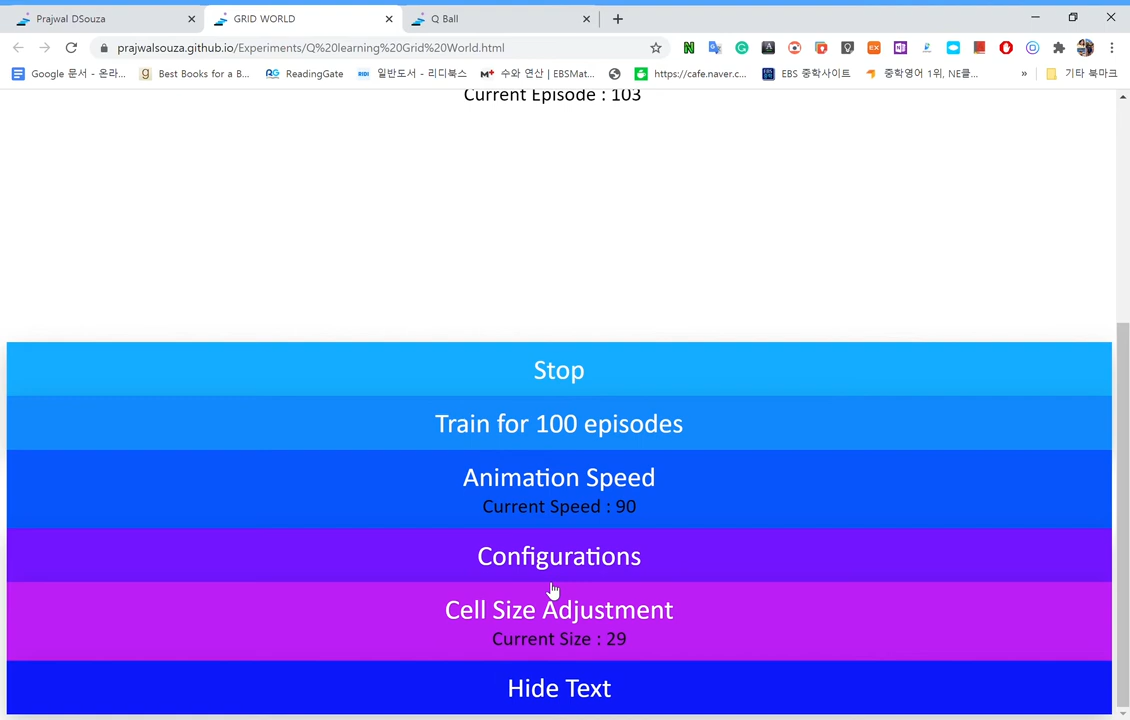 Prajwal DSouza
GRID WORLD
Q Ball
prajwalsouza.github.io/Experiments/Q%20learning%20Grid%20World.html
Google 문서 - 온라...
Best Books for a B...
ReadingGate
일반도서 - 리디북스
수와 연산 | EBSMat...
https://cafe.naver.c...
EBS 중학사이트
중학영어 1위, NE클...
»
기타 북마크
Current Episode : 103
Stop
Train for 100 episodes
Animation Speed
Current Speed : 90
Configurations
Cell Size Adjustment
Current Size : 29
Hide Text